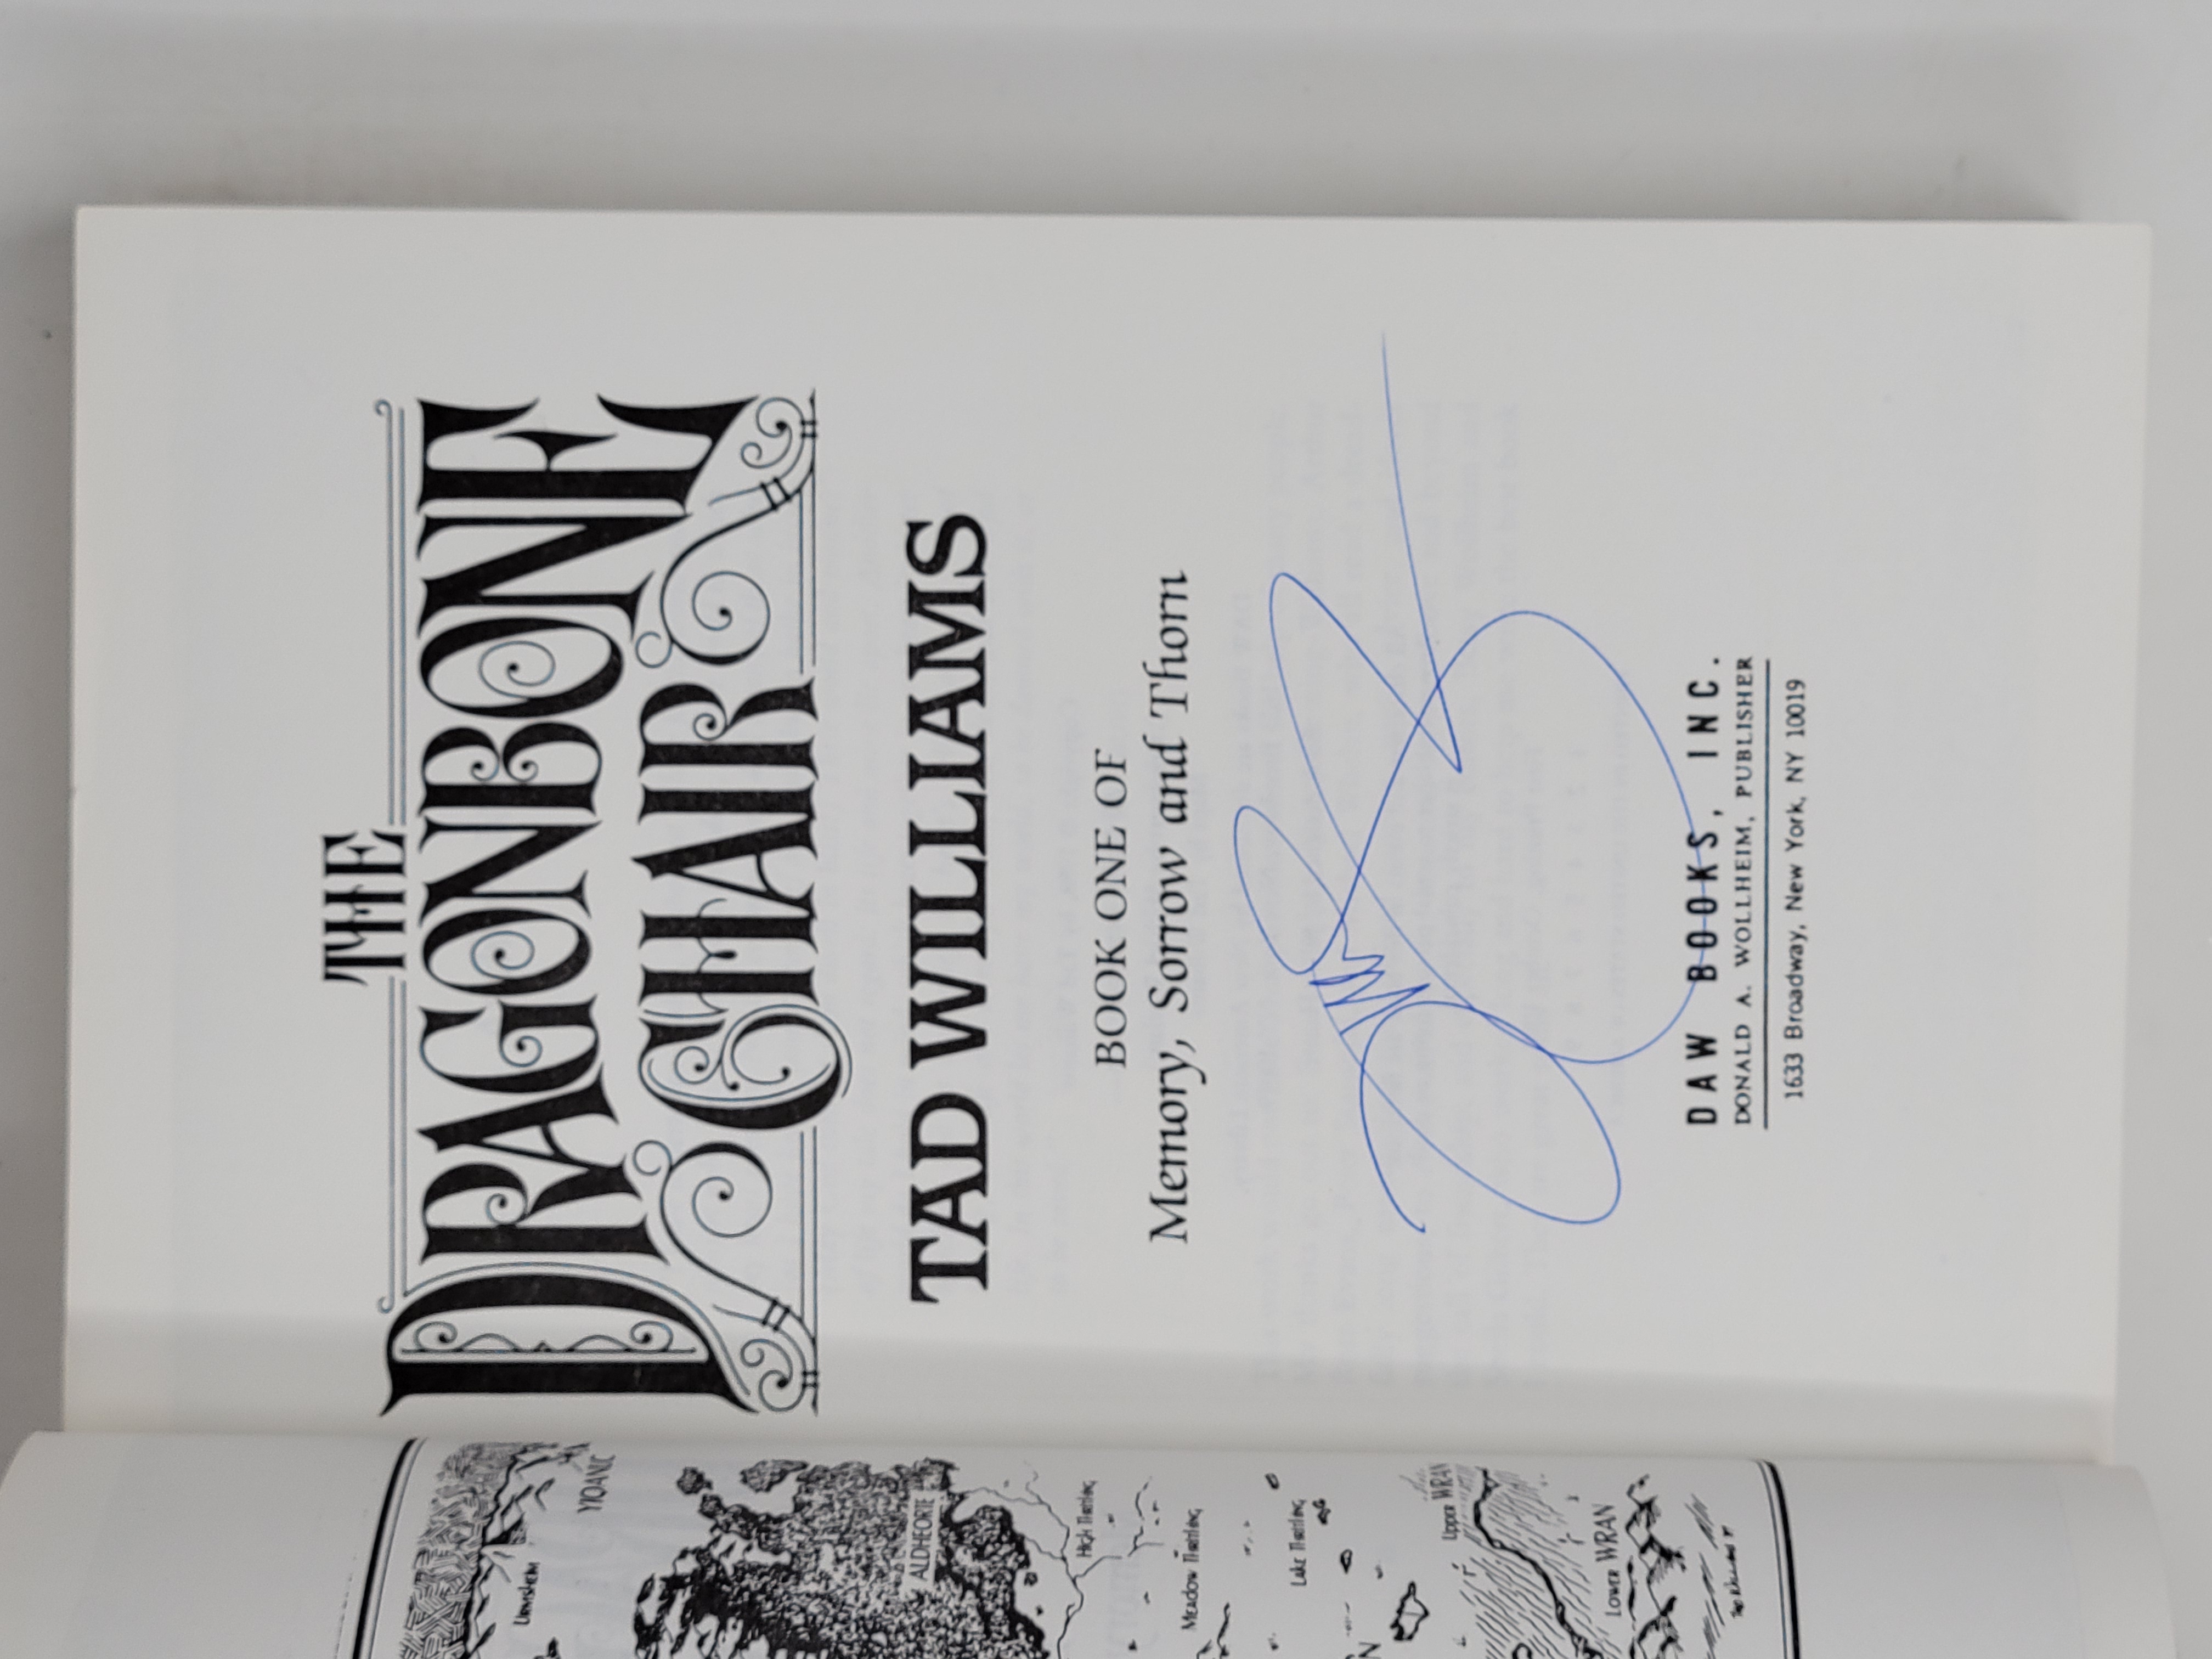 THE
DRAGONBONE
CHAIR
TAD WILLIAMS
BOOK ONE OF
Memory, Sorrow and Thorn
DAW BOOKS, INC.
DONALD A. WOLLHEIM, PUBLISHER
1633 Broadway, New York, NY 10019
YIQANUC
Urmsheim
ALDHEORTE
High Thrithing
Meadow Thrithing
Lake Thrithing
Upper WRAN
Lower WRAN